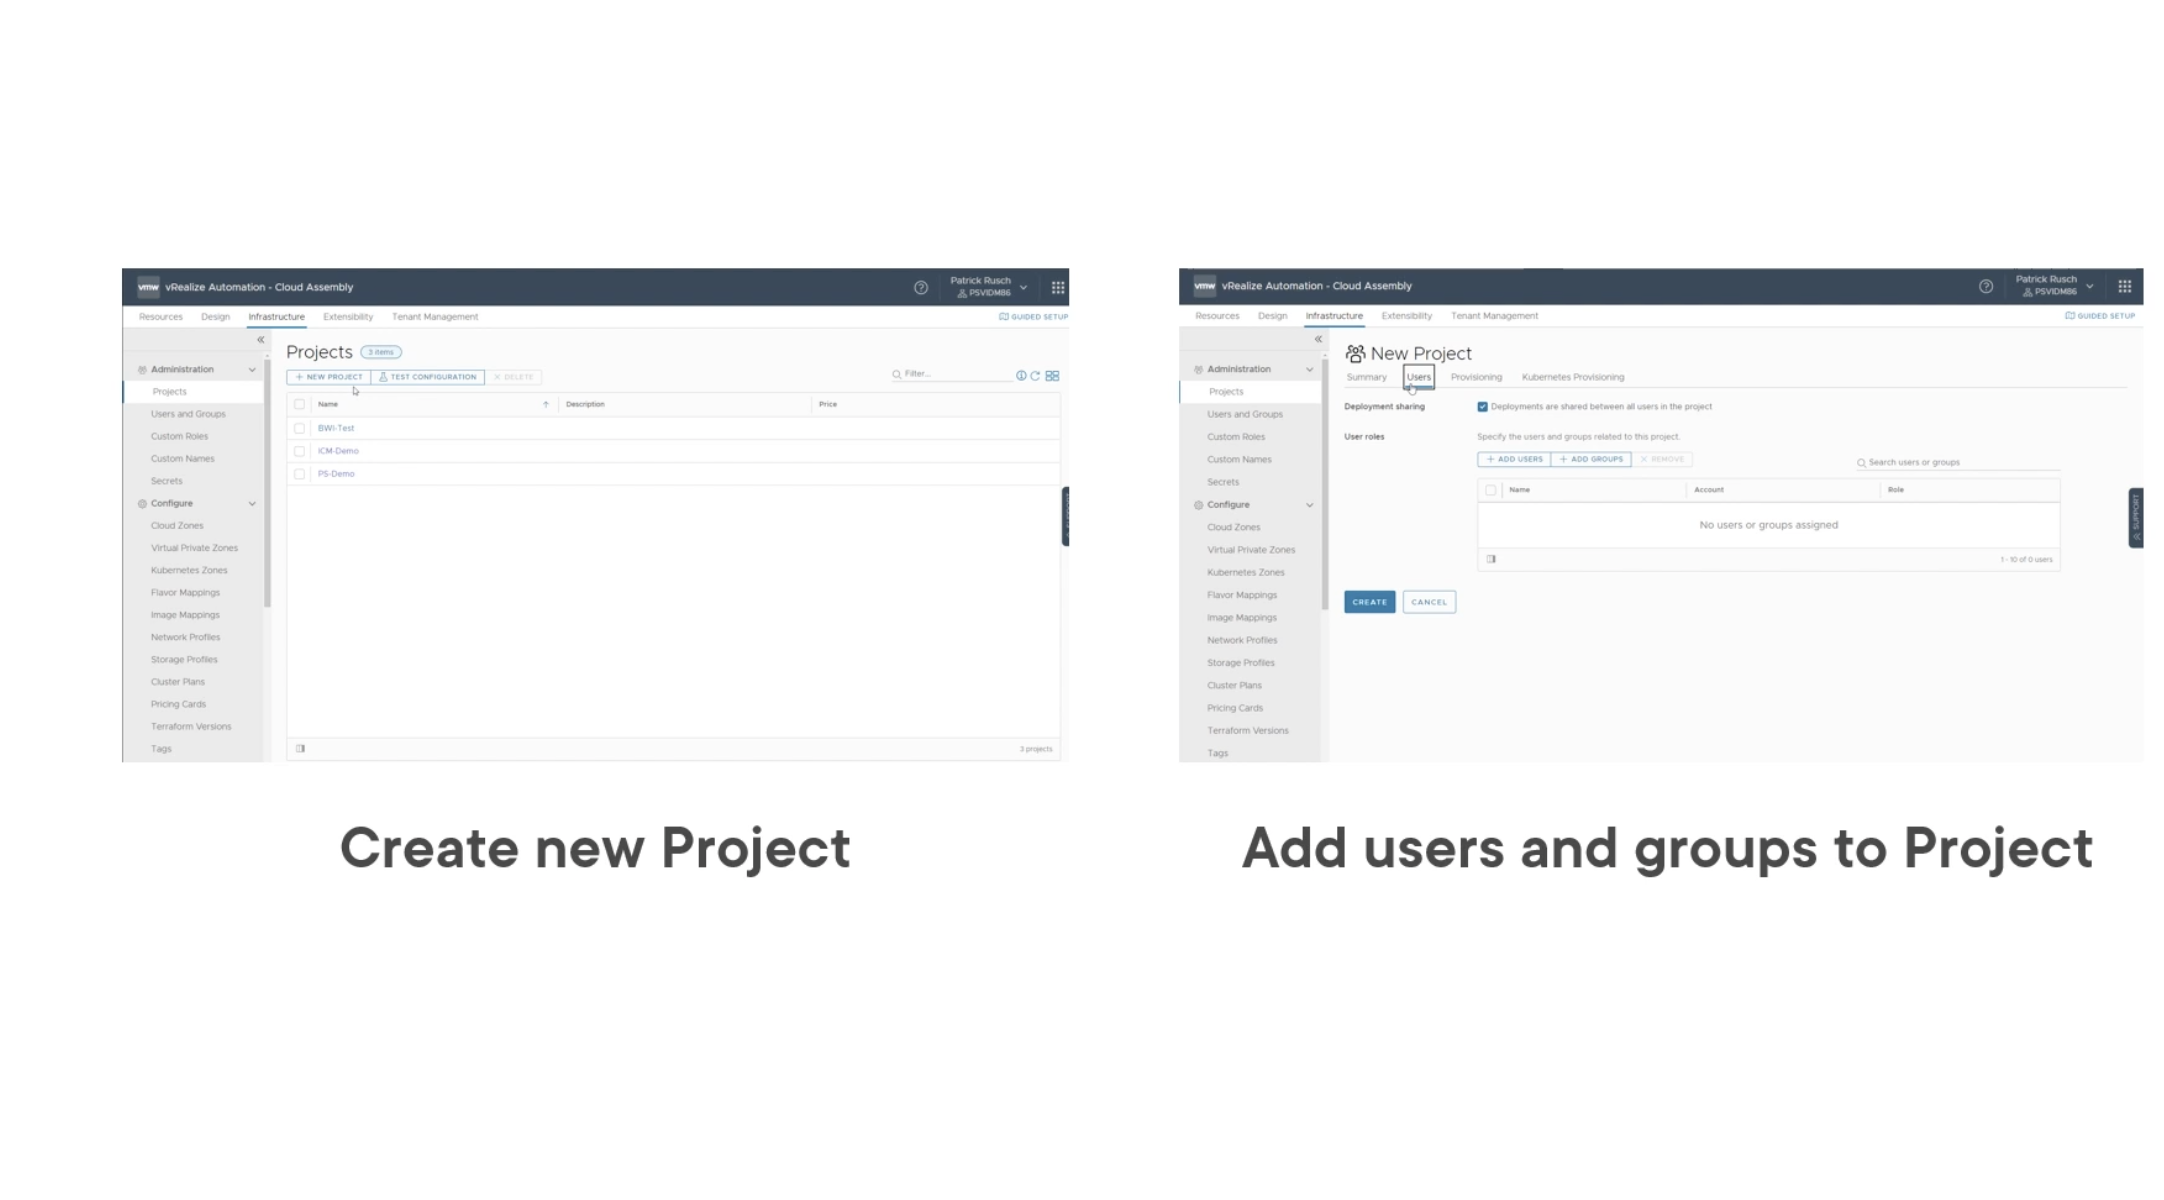 vmw vRealize Automation - Cloud Assembly
Patrick Rusch
PSVIDM86
Resources Design Infrastructure Extensibility Tenant Management
GUIDED SETUP
Administration
Projects
Users and Groups
Custom Roles
Custom Names
Secrets
Configure
Cloud Zones
Virtual Private Zones
Kubernetes Zones
Flavor Mappings
Image Mappings
Network Profiles
Storage Profiles
Cluster Plans
Pricing Cards
Terraform Versions
Tags
Projects 3 items
+ NEW PROJECT TEST CONFIGURATION × DELETE
Filter...
Name Description Price
BWI-Test
ICM-Demo
PS-Demo
3 projects
Create new Project
vmw vRealize Automation - Cloud Assembly
Patrick Rusch
PSVIDM86
Resources Design Infrastructure Extensibility Tenant Management
GUIDED SETUP
Administration
Projects
Users and Groups
Custom Roles
Custom Names
Secrets
Configure
Cloud Zones
Virtual Private Zones
Kubernetes Zones
Flavor Mappings
Image Mappings
Network Profiles
Storage Profiles
Cluster Plans
Pricing Cards
Terraform Versions
Tags
New Project
Summary Users Provisioning Kubernetes Provisioning
Deployment sharing Deployments are shared between all users in the project
User roles Specify the users and groups related to this project.
+ ADD USERS + ADD GROUPS × REMOVE
Search users or groups
Name Account Role
No users or groups assigned
1 - 10 of 0 users
CREATE CANCEL
SUPPORT
Add users and groups to Project